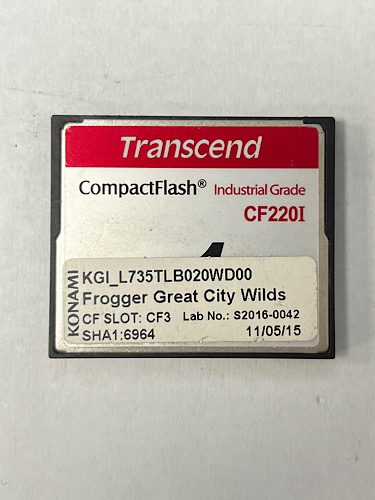 Transcend
CompactFlash® Industrial Grade
CF220I
KONAMI
KGI_L735TLB020WD00
Frogger Great City Wilds
CF SLOT: CF3 Lab No.: S2016-0042
SHA1:6964 11/05/15